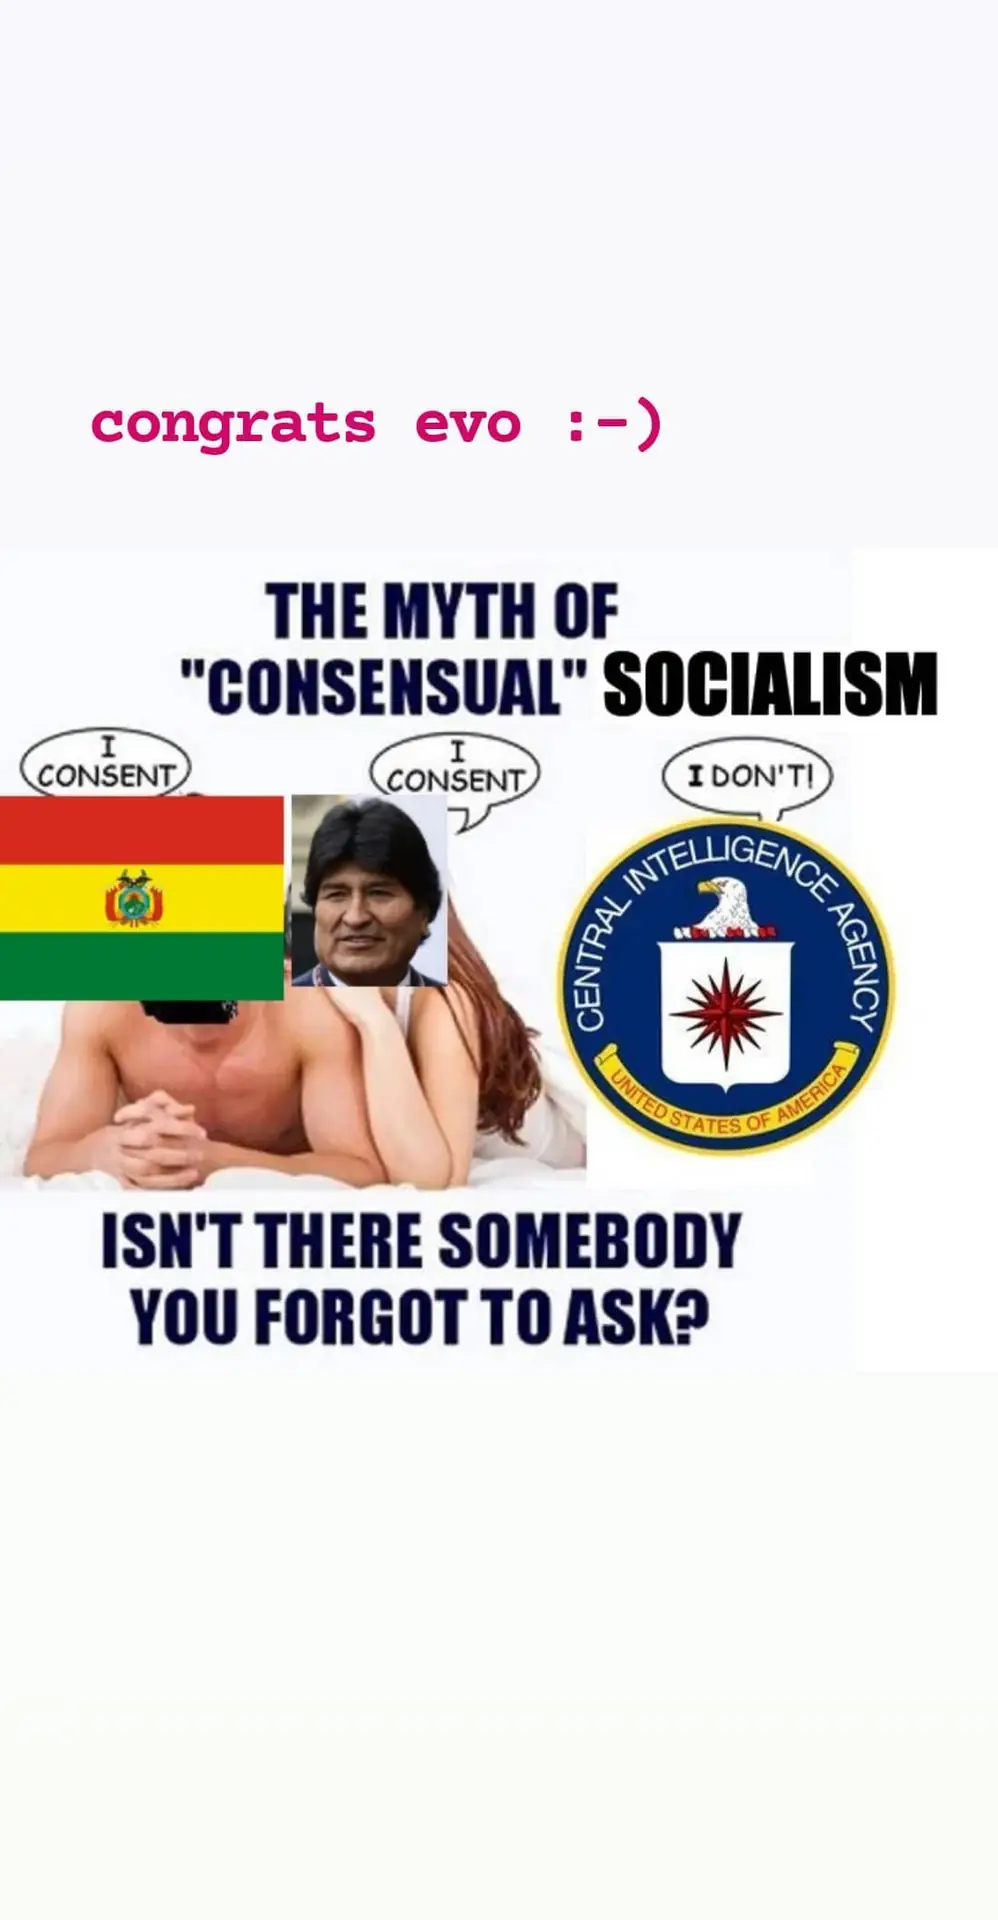 congrats evo :-)
THE MYTH OF
"CONSENSUAL" SOCIALISM
I
CONSENT
I
CONSENT
I DON'T!
CENTRAL INTELLIGENCE AGENCY
UNITED STATES OF AMERICA
ISN'T THERE SOMEBODY
YOU FORGOT TO ASK?